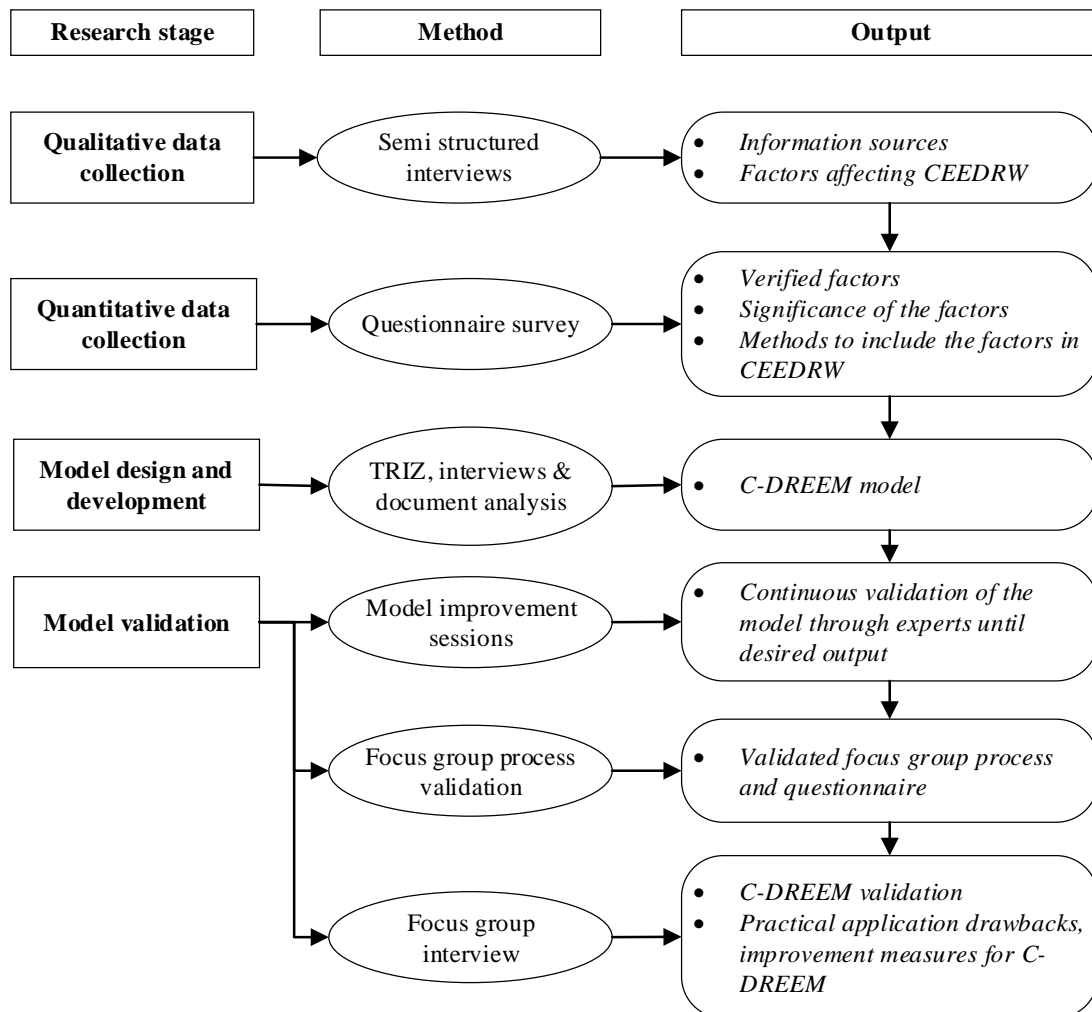 Research stage
Method
Output
Qualitative data
collection
Semi structured
interviews
• Information sources
• Factors affecting CEEDRW
Quantitative data
collection
Questionnaire survey
• Verified factors
• Significance of the factors
• Methods to include the factors in
CEEDRW
Model design and
development
TRIZ, interviews &
document analysis
• C-DREEM model
Model validation
Model improvement
sessions
• Continuous validation of the
model through experts until
desired output
Focus group process
validation
• Validated focus group process
and questionnaire
Focus group
interview
• C-DREEM validation
• Practical application drawbacks,
improvement measures for C-
DREEM